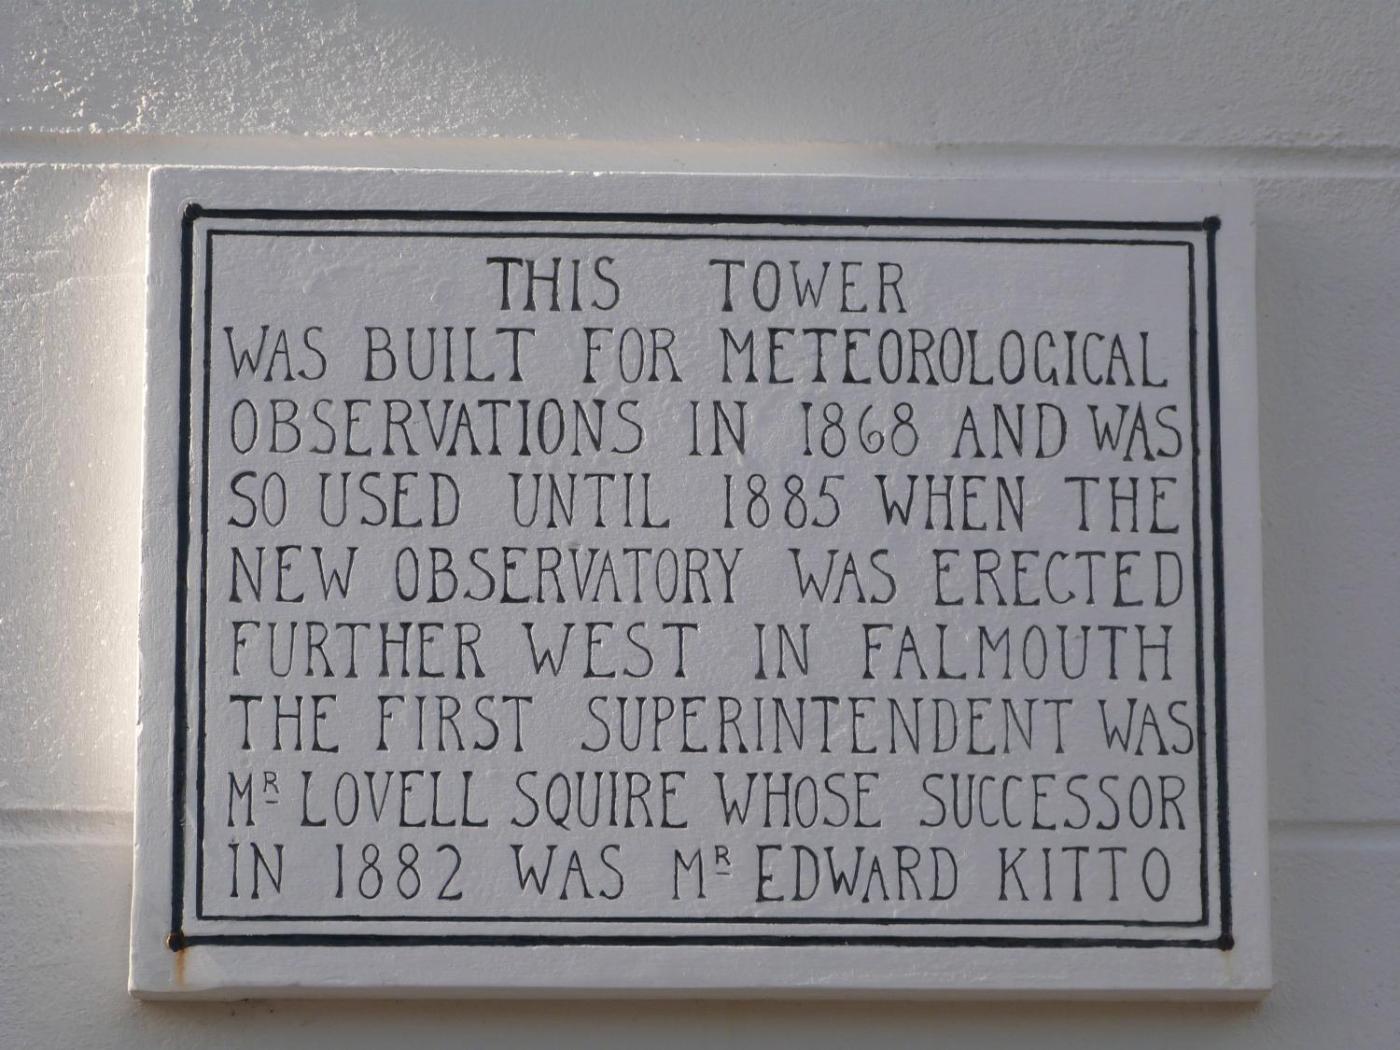 THIS TOWER
WAS BUILT FOR METEOROLOGICAL
OBSERVATIONS IN 1868 AND WAS
SO USED UNTIL 1885 WHEN THE
NEW OBSERVATORY WAS ERECTED
FURTHER WEST IN FALMOUTH
THE FIRST SUPERINTENDENT WAS
MR LOVELL SQUIRE WHOSE SUCCESSOR
IN 1882 WAS MR EDWARD KITTO